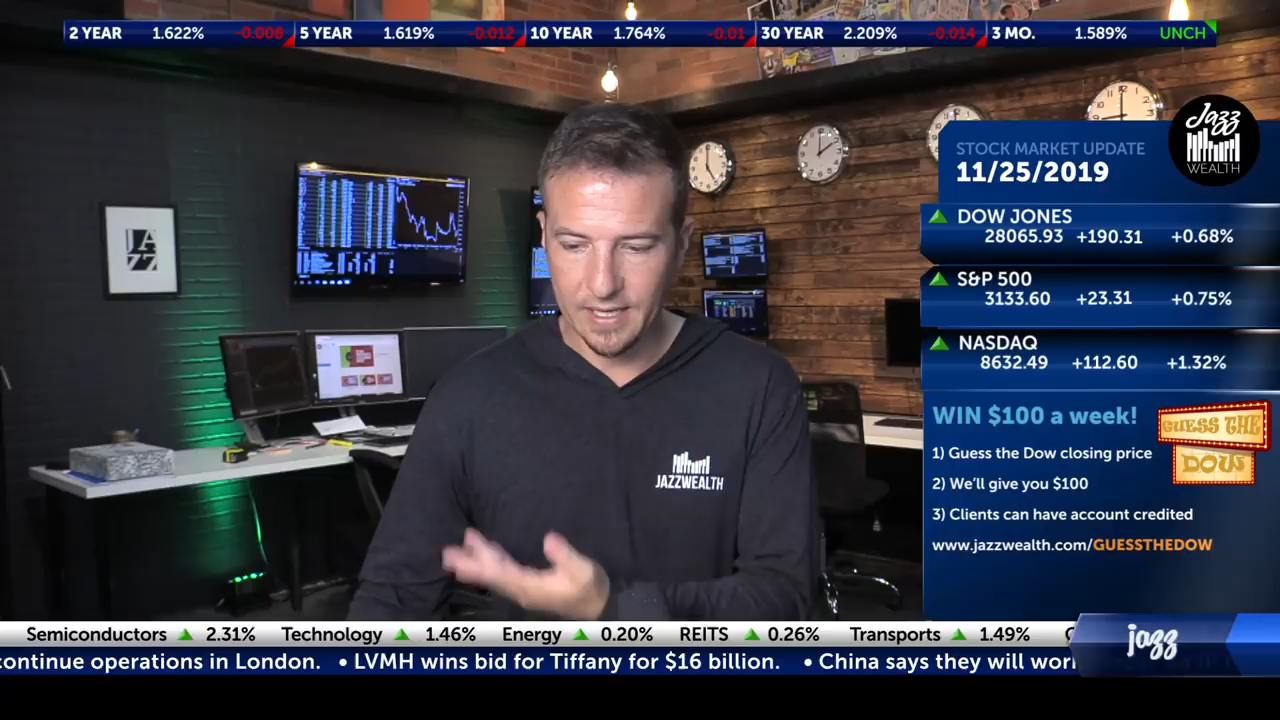 2 YEAR 1.622% -0.008 5 YEAR 1.619% -0.012 10 YEAR 1.764% -0.01 30 YEAR 2.209% -0.014 3 MO. 1.589% UNCH
Jazz
WEALTH
STOCK MARKET UPDATE
11/25/2019
DOW JONES
28065.93 +190.31 +0.68%
S&P 500
3133.60 +23.31 +0.75%
NASDAQ
8632.49 +112.60 +1.32%
WIN $100 a week!
GUESS THE
DOW
1) Guess the Dow closing price
2) We'll give you $100
3) Clients can have account credited
www.jazzwealth.com/GUESSTHEDOW
JA
ZZ
JAZZWEALTH
Semiconductors 2.31% Technology 1.46% Energy 0.20% REITS 0.26% Transports 1.49%
continue operations in London. • LVMH wins bid for Tiffany for $16 billion. • China says they will
jazz